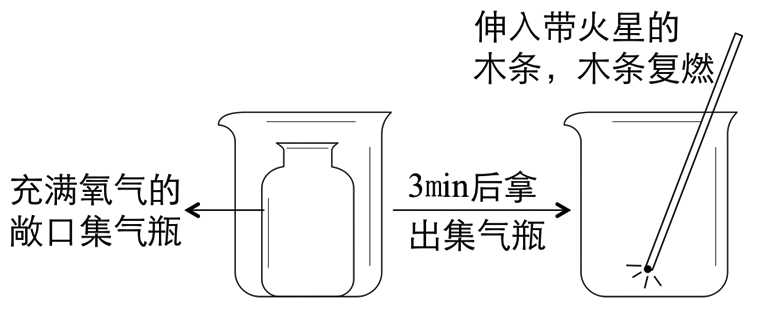 伸入带火星的
木条，木条复燃
充满氧气的
敞口集气瓶
3min后拿
出集气瓶